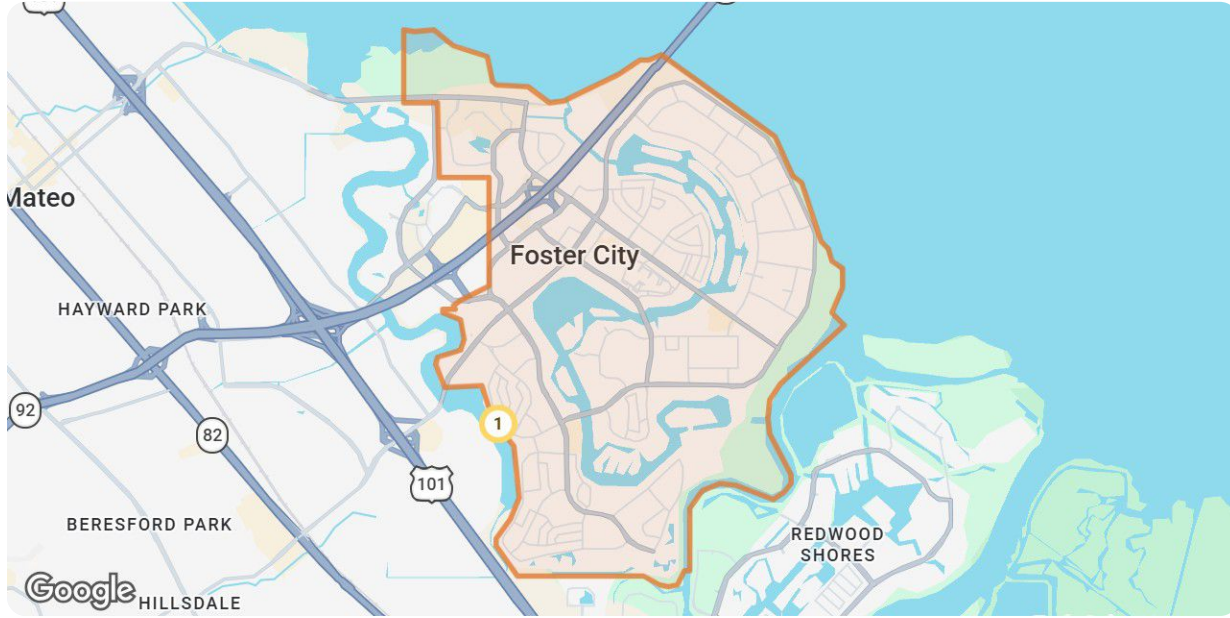 Mateo
Foster City
HAYWARD PARK
92
82
1
101
BERESFORD PARK
REDWOOD
SHORES
Google
HILLSDALE